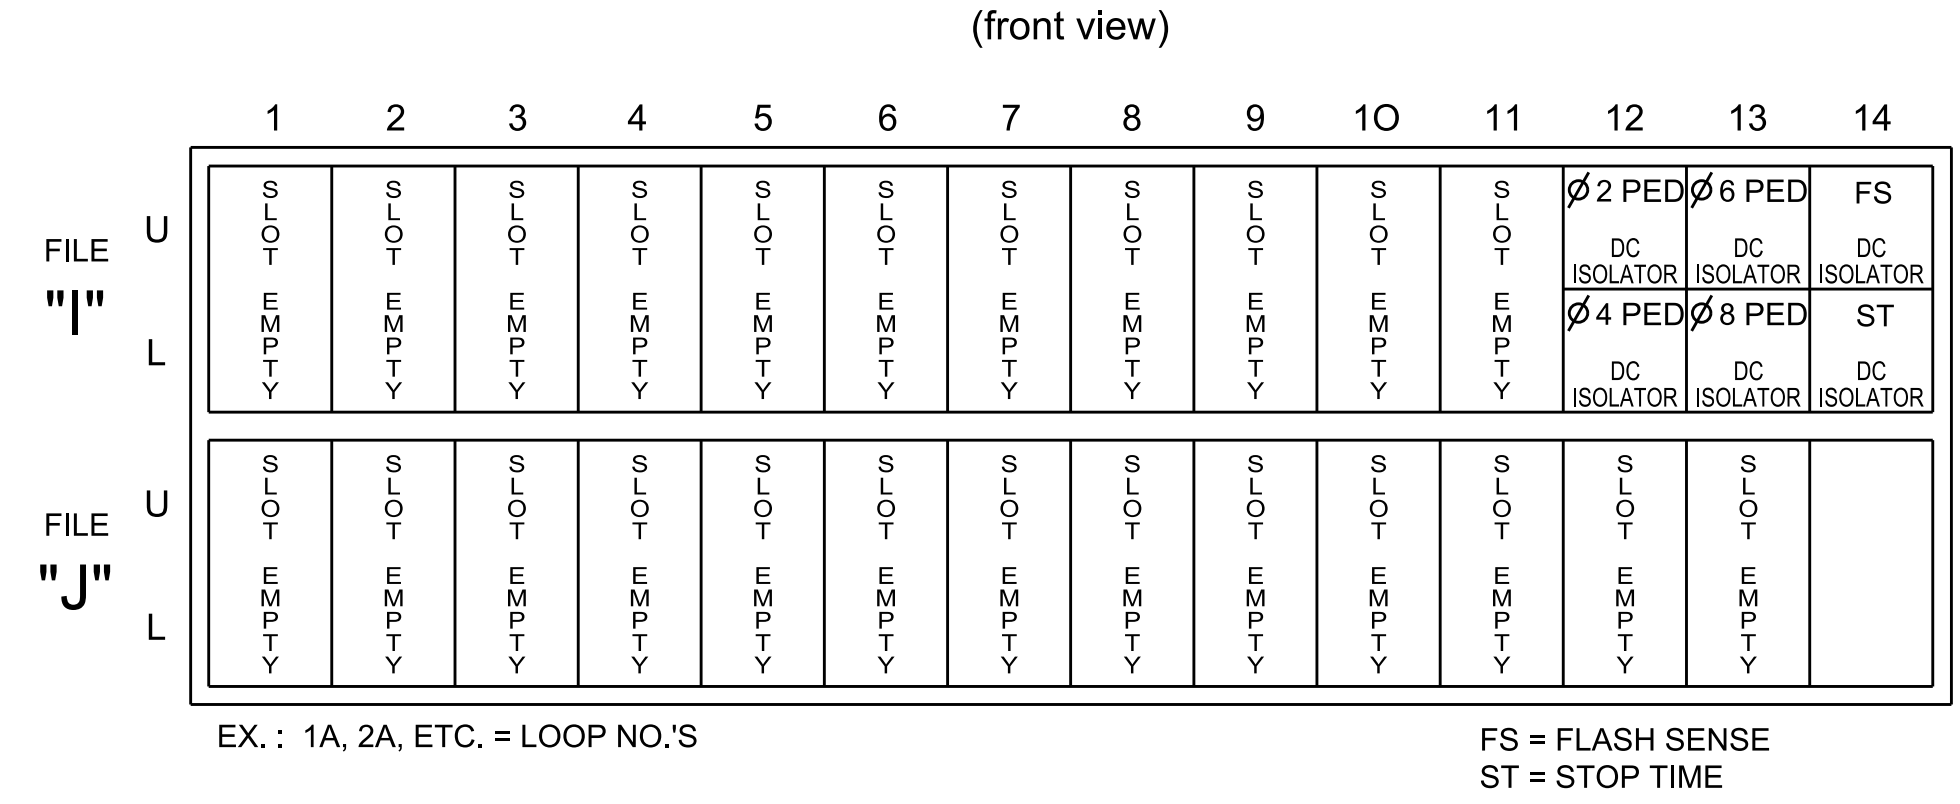 (front view)
1 2 3 4 5 6 7 8 9 1O 11 12 13 14
FILE "I"
U
L
SLOT EMPTY
SLOT EMPTY
SLOT EMPTY
SLOT EMPTY
SLOT EMPTY
SLOT EMPTY
SLOT EMPTY
SLOT EMPTY
SLOT EMPTY
SLOT EMPTY
SLOT EMPTY
Ø 2 PED
DC
ISOLATOR
Ø 4 PED
DC
ISOLATOR
Ø 6 PED
DC
ISOLATOR
Ø 8 PED
DC
ISOLATOR
FS
DC
ISOLATOR
ST
DC
ISOLATOR
FILE "J"
U
L
SLOT EMPTY
SLOT EMPTY
SLOT EMPTY
SLOT EMPTY
SLOT EMPTY
SLOT EMPTY
SLOT EMPTY
SLOT EMPTY
SLOT EMPTY
SLOT EMPTY
SLOT EMPTY
SLOT EMPTY
SLOT EMPTY
EX. : 1A, 2A, ETC. = LOOP NO.'S
FS = FLASH SENSE
ST = STOP TIME